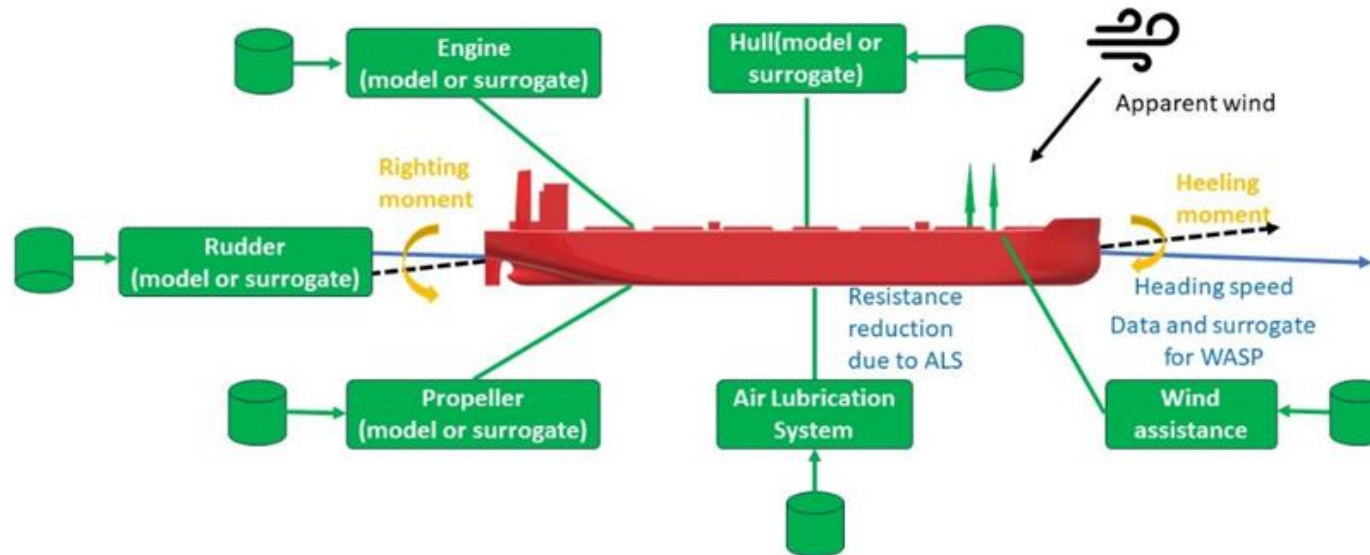 Engine
(model or surrogate)
Hull(model or
surrogate)
Apparent wind
Righting
moment
Heeling
moment
Rudder
(model or surrogate)
Resistance
reduction
due to ALS
Heading speed
Data and surrogate
for WASP
Propeller
(model or surrogate)
Air Lubrication
System
Wind
assistance